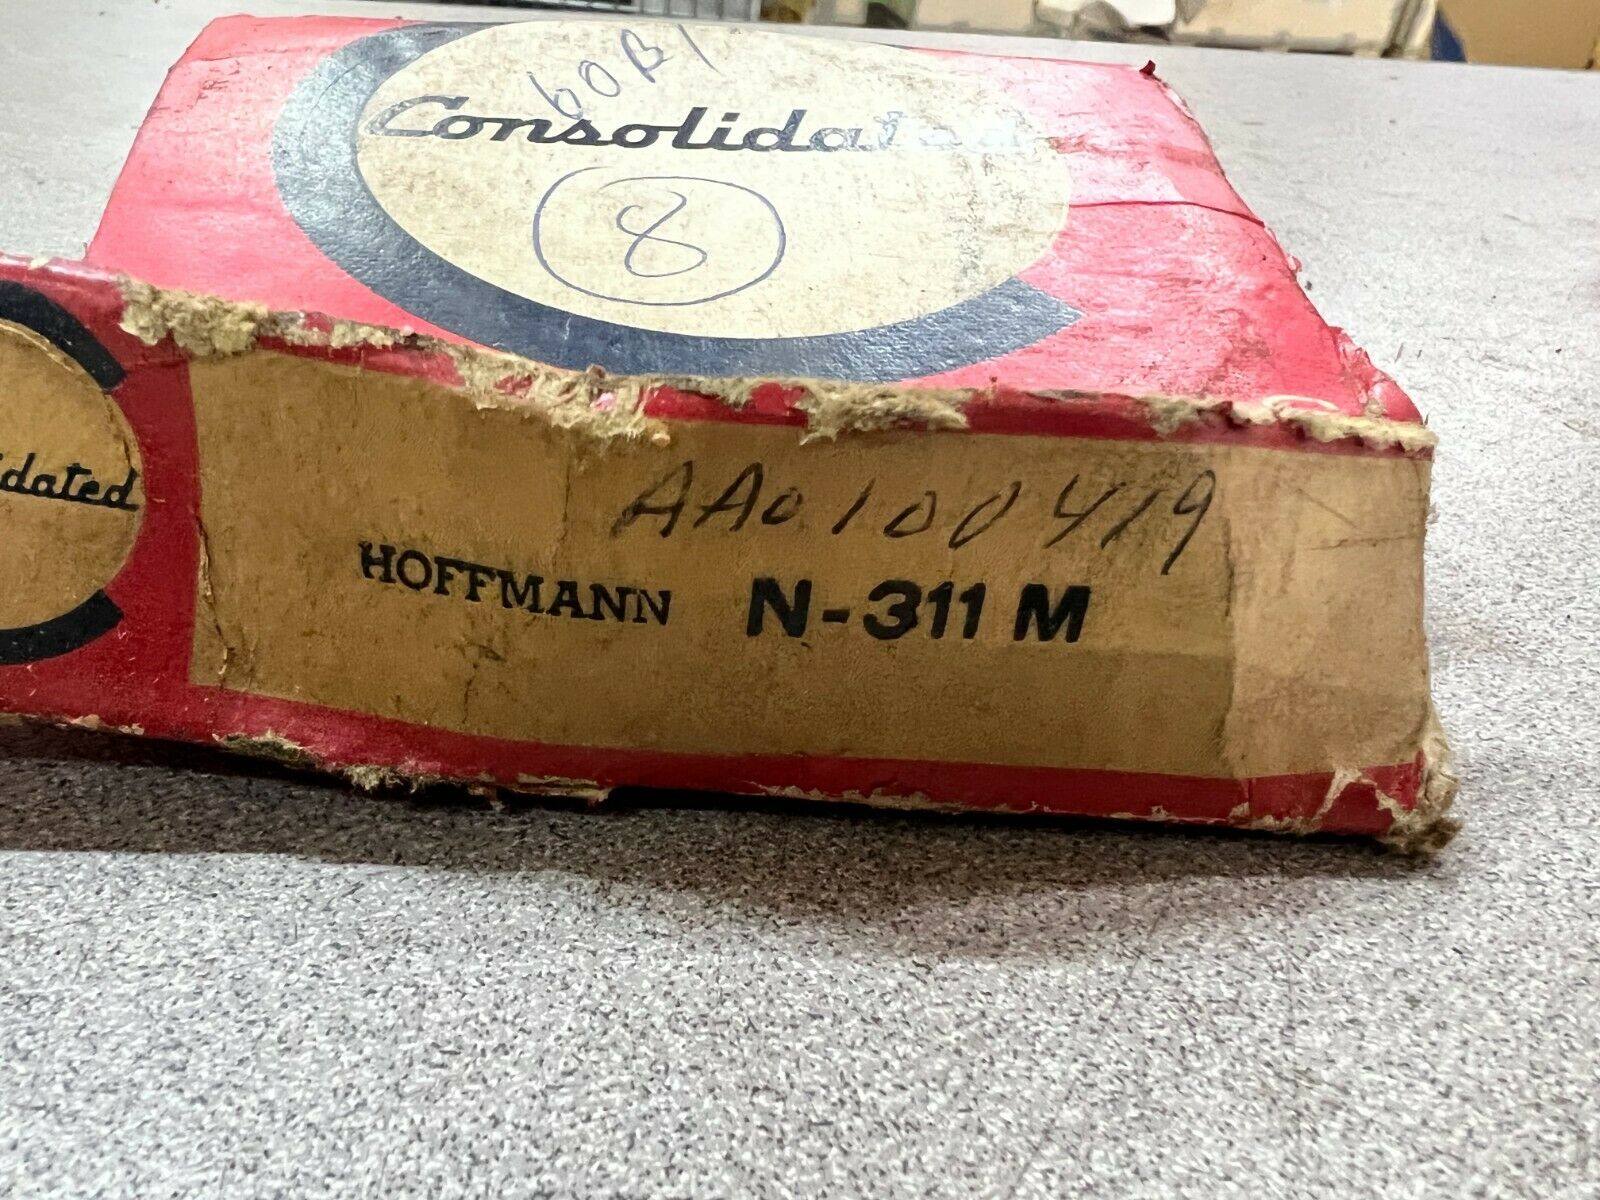 60B1
Consolidated
8
idated
AA0100419
HOFFMANN N-311 M